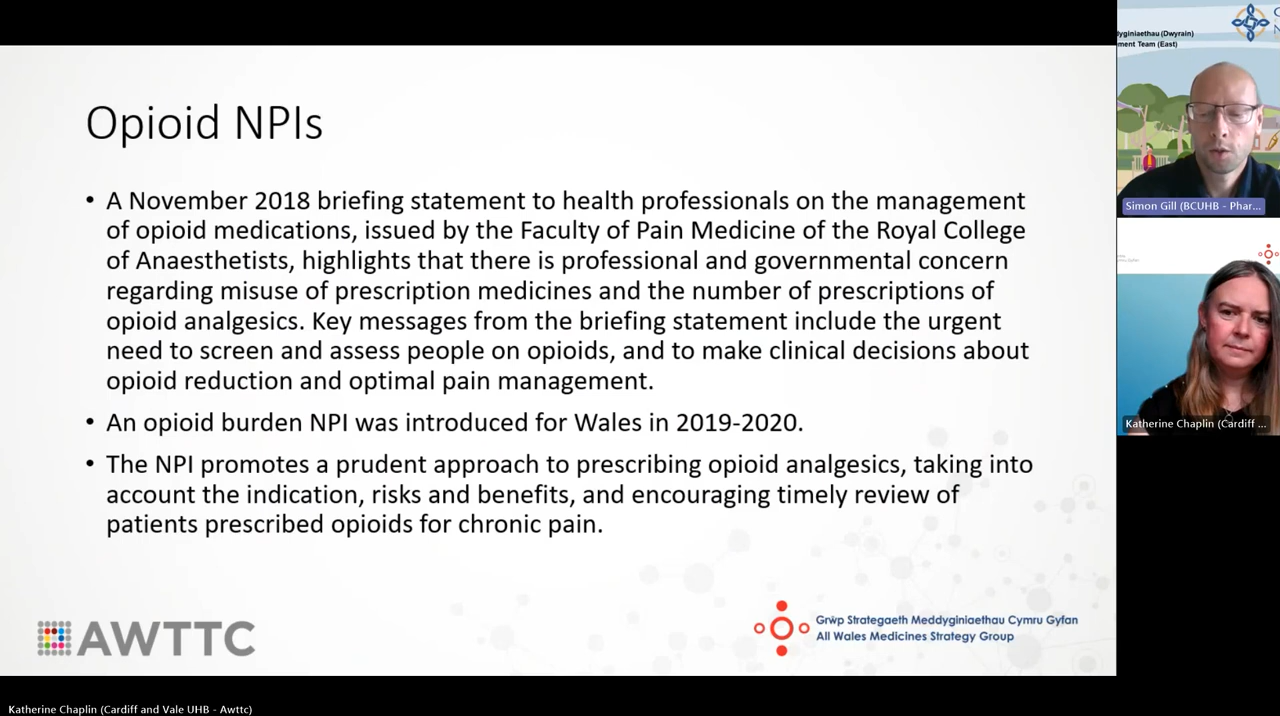 Opioid NPIs
• A November 2018 briefing statement to health professionals on the management
of opioid medications, issued by the Faculty of Pain Medicine of the Royal College
of Anaesthetists, highlights that there is professional and governmental concern
regarding misuse of prescription medicines and the number of prescriptions of
opioid analgesics. Key messages from the briefing statement include the urgent
need to screen and assess people on opioids, and to make clinical decisions about
opioid reduction and optimal pain management.
• An opioid burden NPI was introduced for Wales in 2019-2020.
• The NPI promotes a prudent approach to prescribing opioid analgesics, taking into
account the indication, risks and benefits, and encouraging timely review of
patients prescribed opioids for chronic pain.
AWTTC
Grŵp Strategaeth Meddyginiaethau Cymru Gyfan
All Wales Medicines Strategy Group
(Dwyrain)
ment Team (East)
Simon Gill (BCUHB - Phar...
Katherine Chaplin (Cardiff ...
Katherine Chaplin (Cardiff and Vale UHB - Awttc)